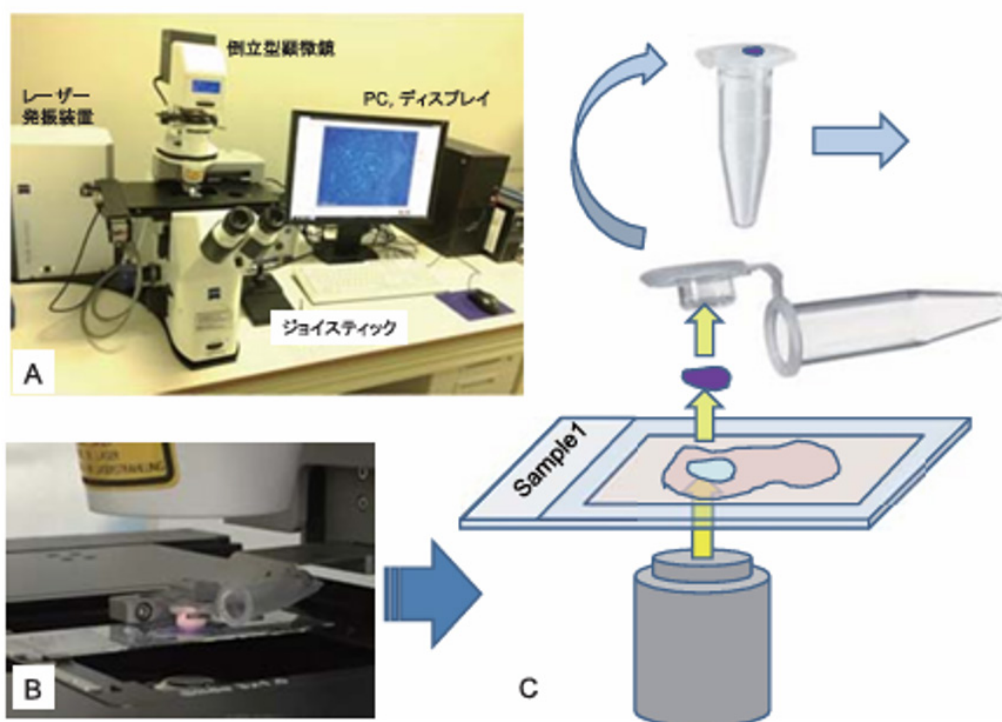 倒立型顕微鏡
レーザー
発振装置
PC, ディスプレイ
ジョイスティック
A
Sample1
B
C